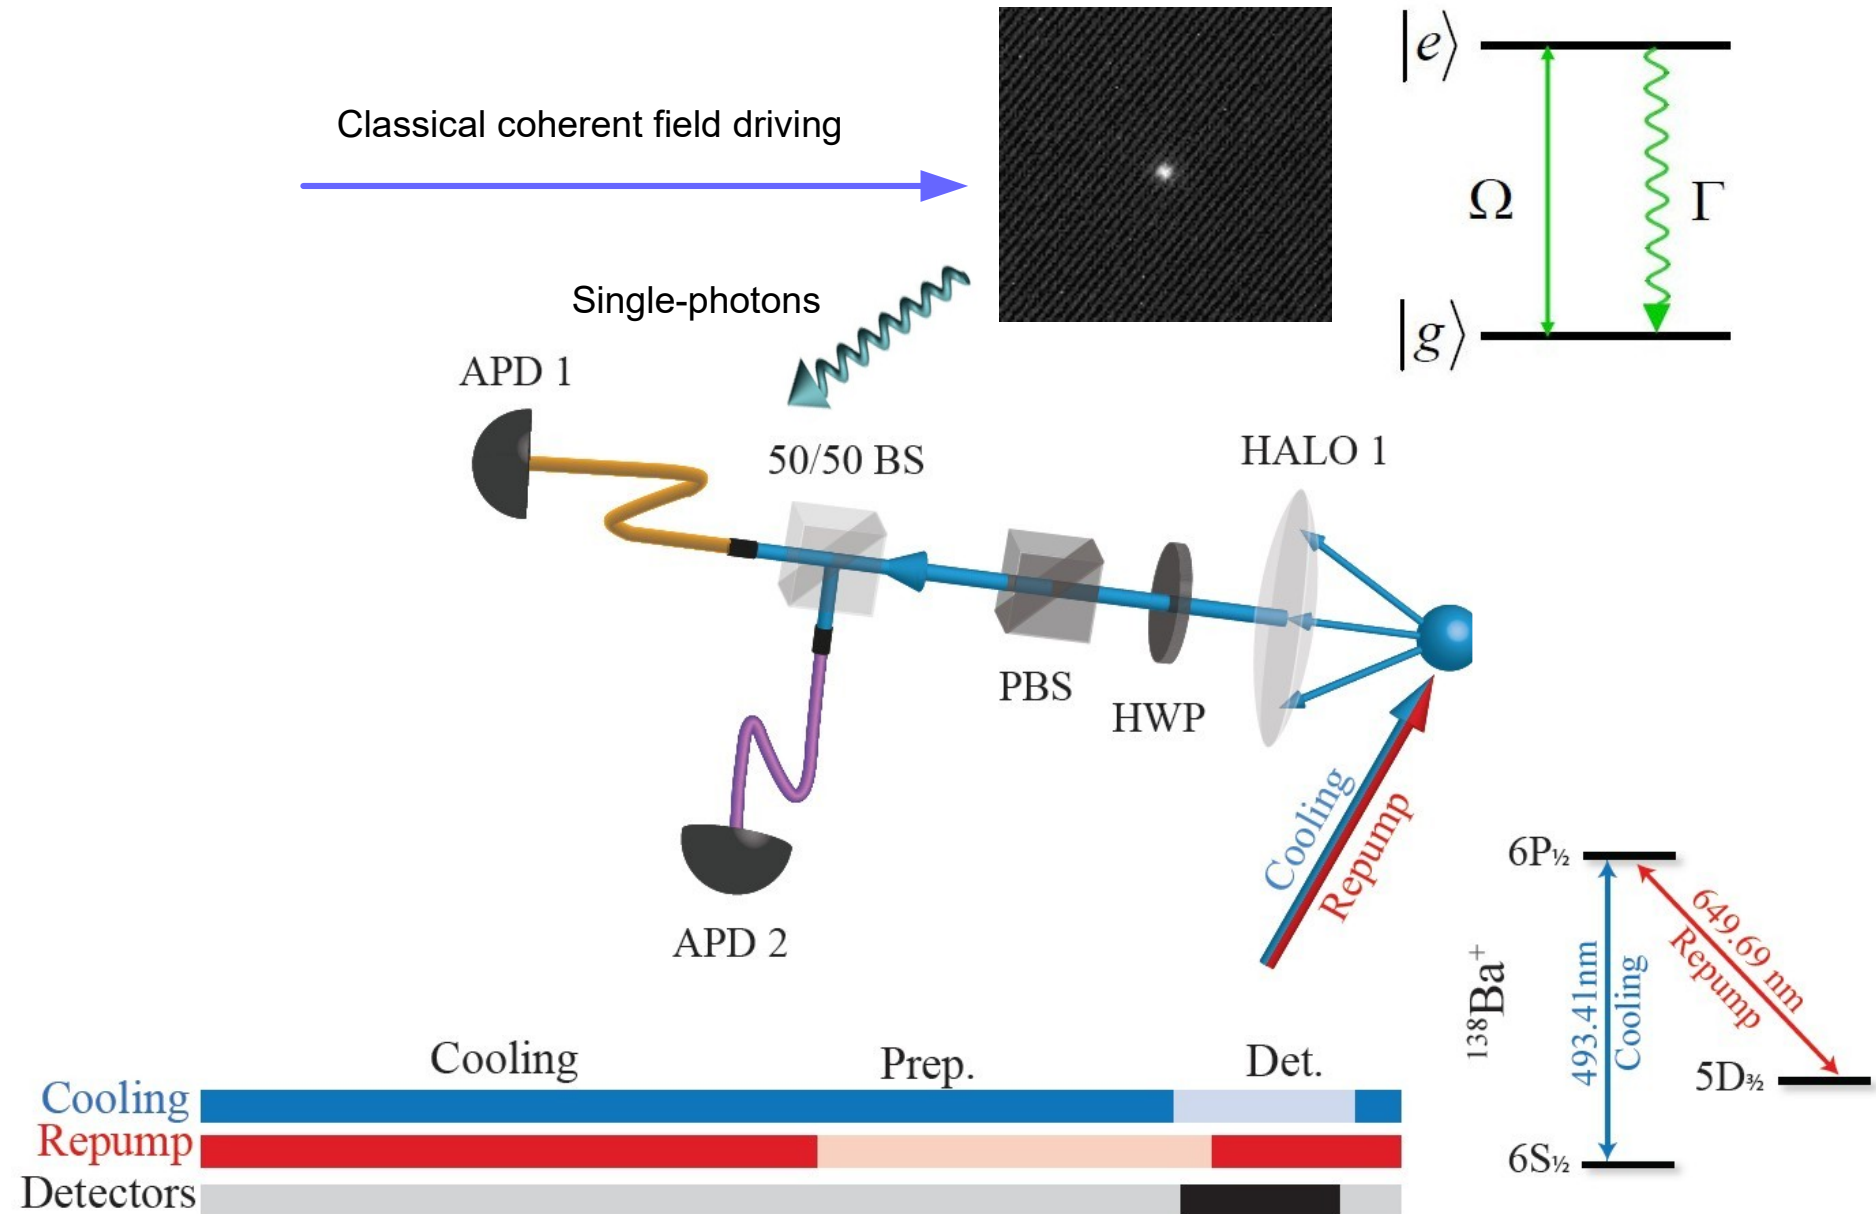 Classical coherent field driving
|e⟩
Ω
Γ
|g⟩
Single-photons
APD 1
50/50 BS
HALO 1
PBS
HWP
APD 2
Cooling
Repump
6P½
649.69 nm
Repump
138Ba+
493.41nm
Cooling
5D3/2
6S½
Cooling
Prep.
Det.
Cooling
Repump
Detectors